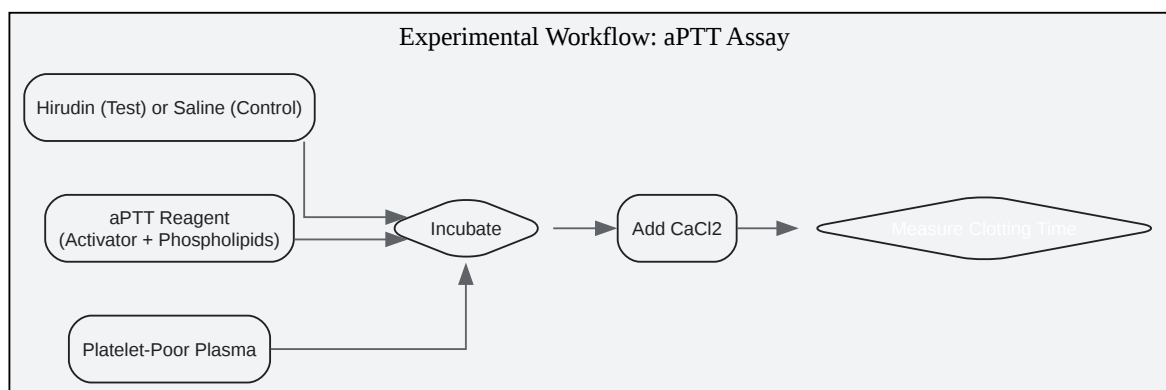 Experimental Workflow: aPTT Assay
Hirudin (Test) or Saline (Control)
aPTT Reagent
(Activator + Phospholipids)
Incubate
Add CaCl2
Measure Clotting Time
Platelet-Poor Plasma